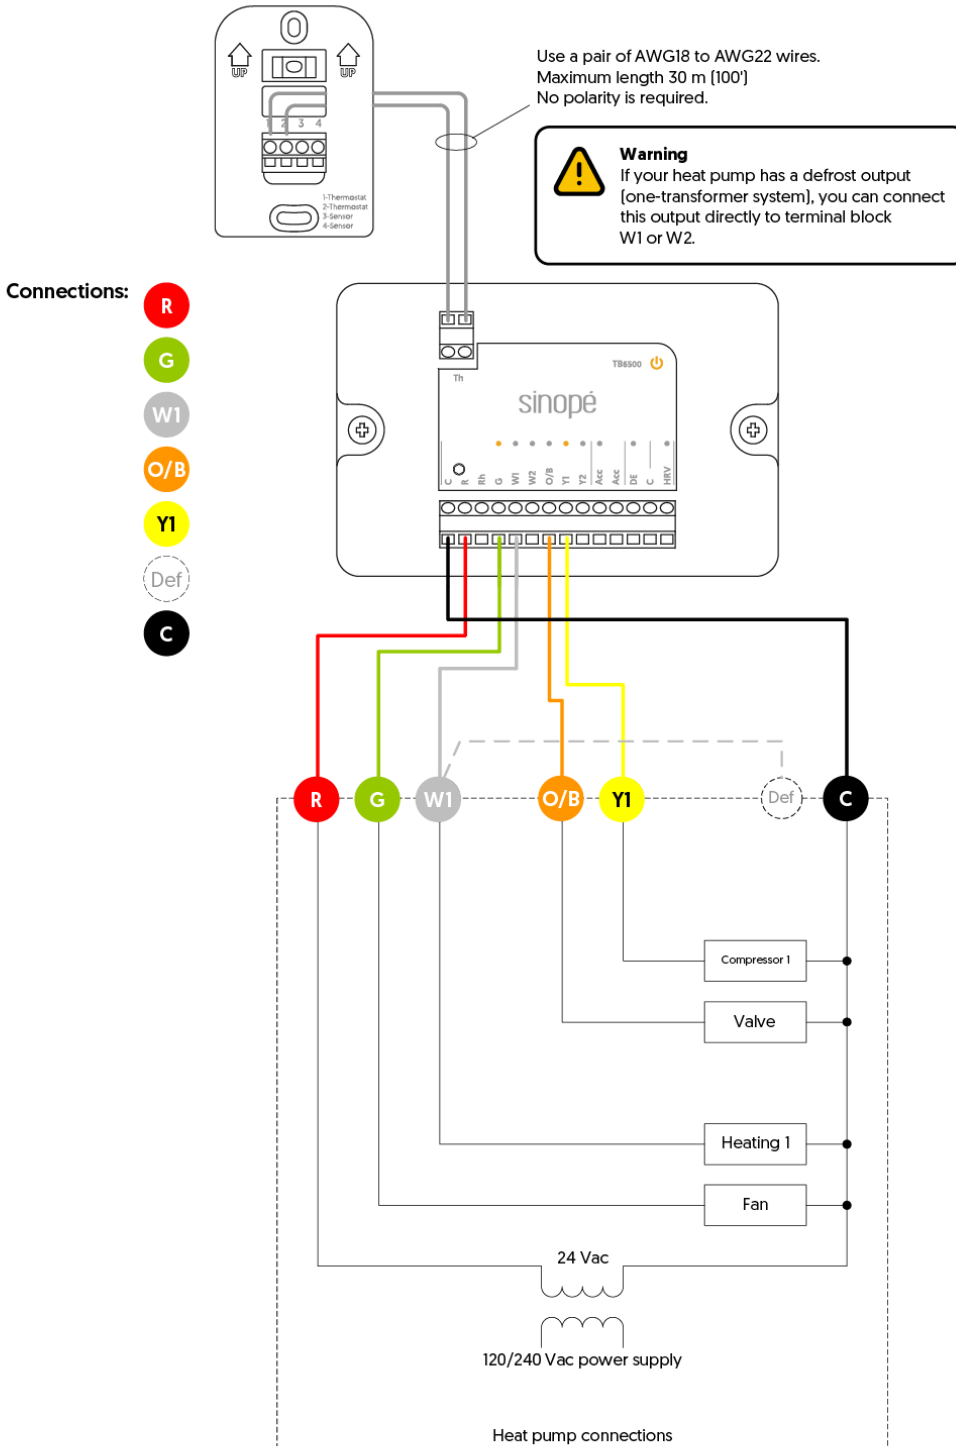 UP
UP
1 2 3 4
1-Thermostat
2-Thermostat
3-Sensor
4-Sensor
Use a pair of AWG18 to AWG22 wires.
Maximum length 30 m (100')
No polarity is required.
Warning
If your heat pump has a defrost output
(one-transformer system), you can connect
this output directly to terminal block
W1 or W2.
Connections:
R
G
W1
O/B
Y1
Def
C
Th
TB6500
sinopé
C R Rh G W1 W2 O/B Y1 Y2 Acc Acc DE C HRV
R G W1 O/B Y1 Def C
Compressor 1
Valve
Heating 1
Fan
24 Vac
120/240 Vac power supply
Heat pump connections